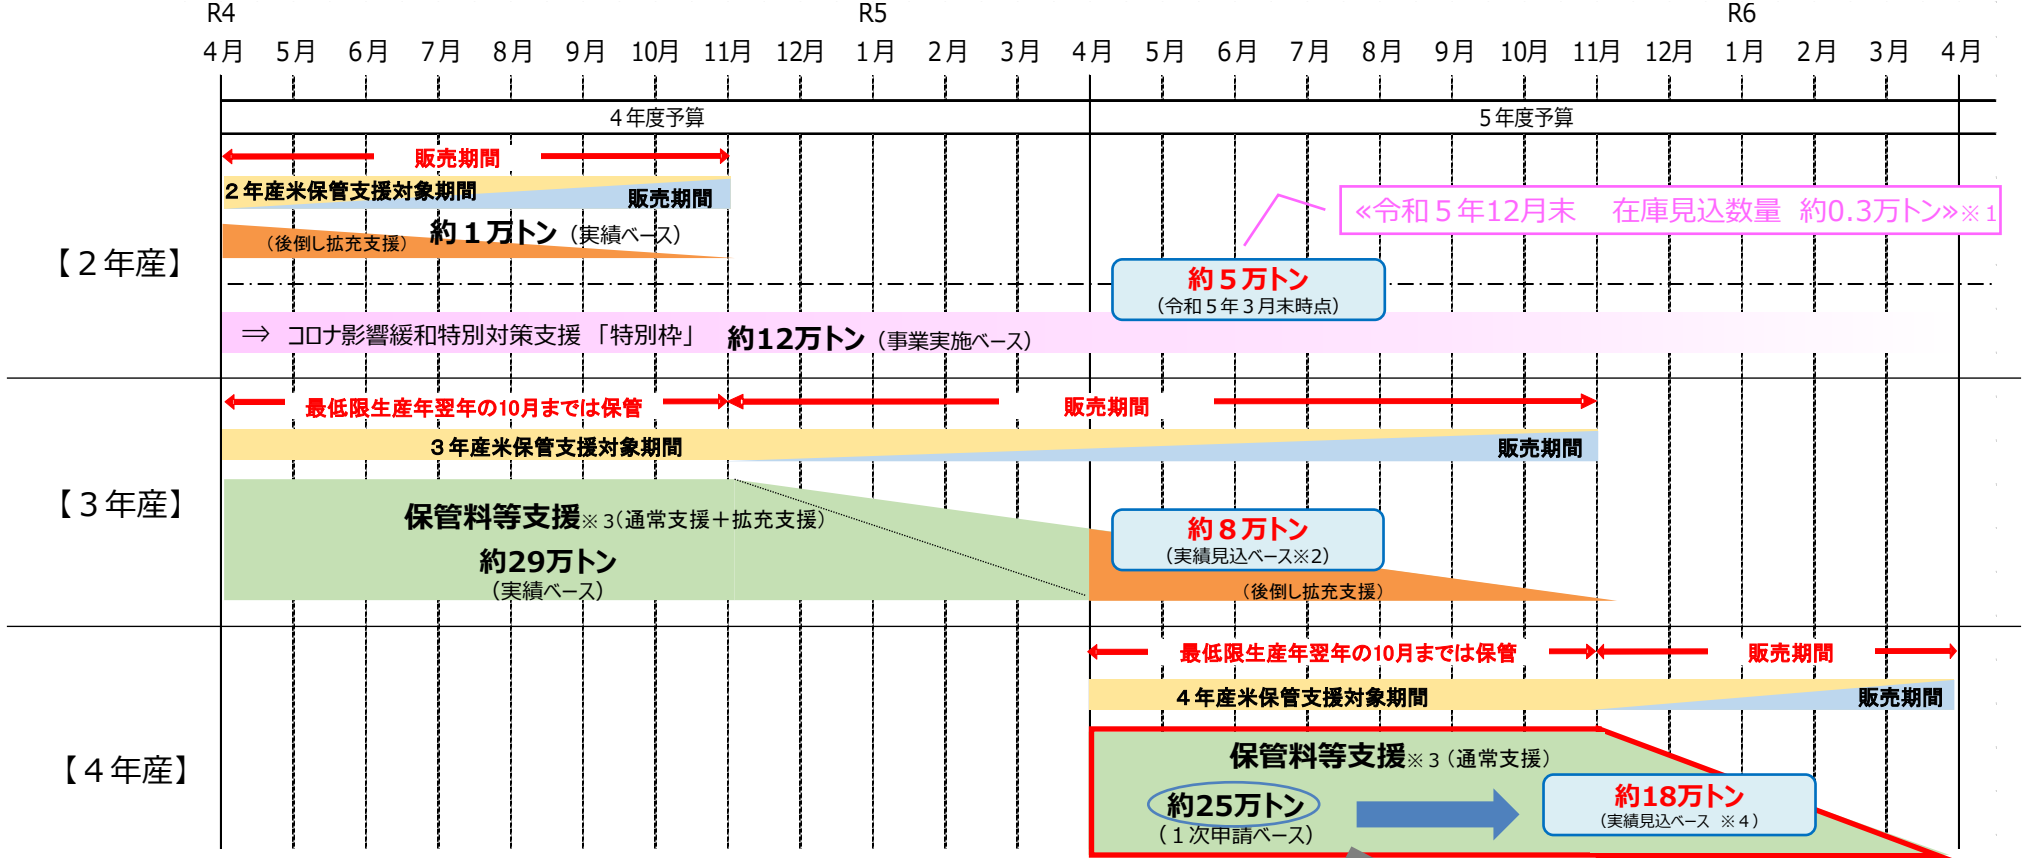 R4
R5
R6
4月 5月 6月 7月 8月 9月 10月 11月 12月 1月 2月 3月 4月 5月 6月 7月 8月 9月 10月 11月 12月 1月 2月 3月 4月
4年度予算
5年度予算
【2年産】
販売期間
2年産米保管支援対象期間
販売期間
(後倒し拡充支援)
約1万トン(実績ベース)
≪令和5年12月末 在庫見込数量 約0.3万トン≫※1
約5万トン
(令和5年3月末時点)
⇒ コロナ影響緩和特別対策支援「特別枠」 約12万トン(事業実施ベース)
【3年産】
最低限生産年翌年の10月までは保管
販売期間
3年産米保管支援対象期間
販売期間
保管料等支援※3(通常支援+拡充支援)
約29万トン
(実績ベース)
約8万トン
(実績見込ベース※2)
(後倒し拡充支援)
【4年産】
最低限生産年翌年の10月までは保管
販売期間
4年産米保管支援対象期間
販売期間
保管料等支援※3(通常支援)
約25万トン
(1次申請ベース)
約18万トン
(実績見込ベース ※4)